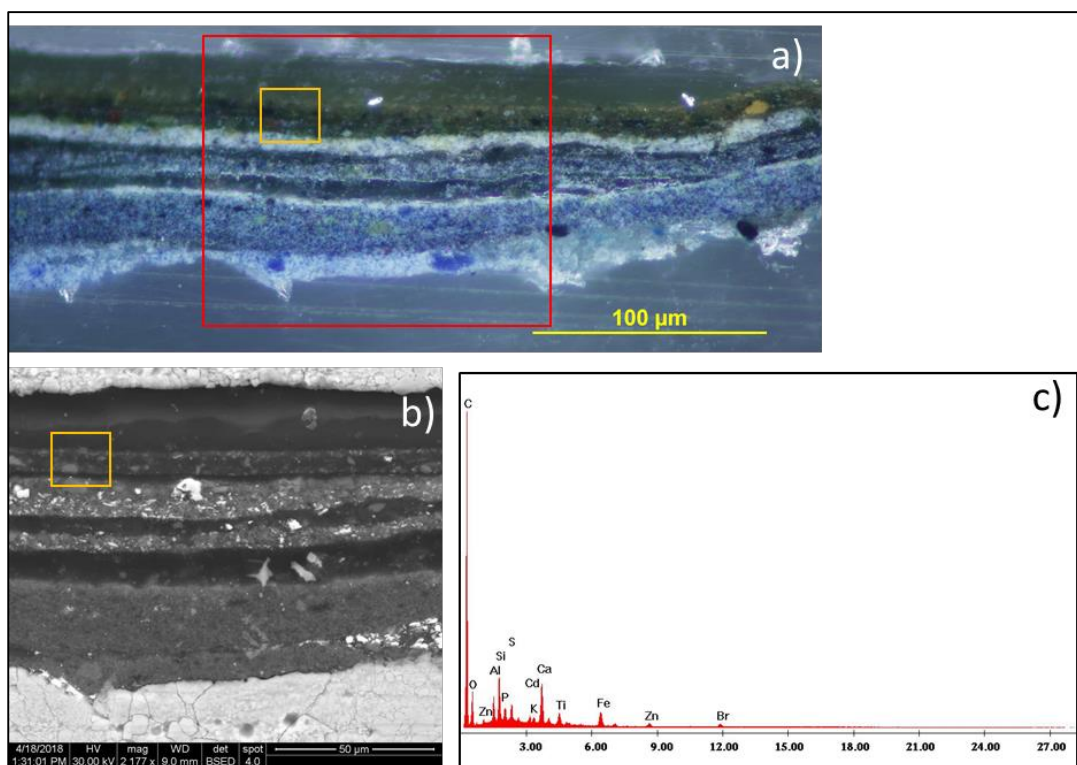 a)
100 µm
b)
4/18/2018 HV mag WD det spot 50 µm
1:31:01 PM 30.00 kV 2 177 x 9.0 mm BSED 4.0
c)
C
O
Zn
Al
Si
P
S
Cd
K
Ca
Ti
Fe
Zn
Br
3.00 6.00 9.00 12.00 15.00 18.00 21.00 24.00 27.00